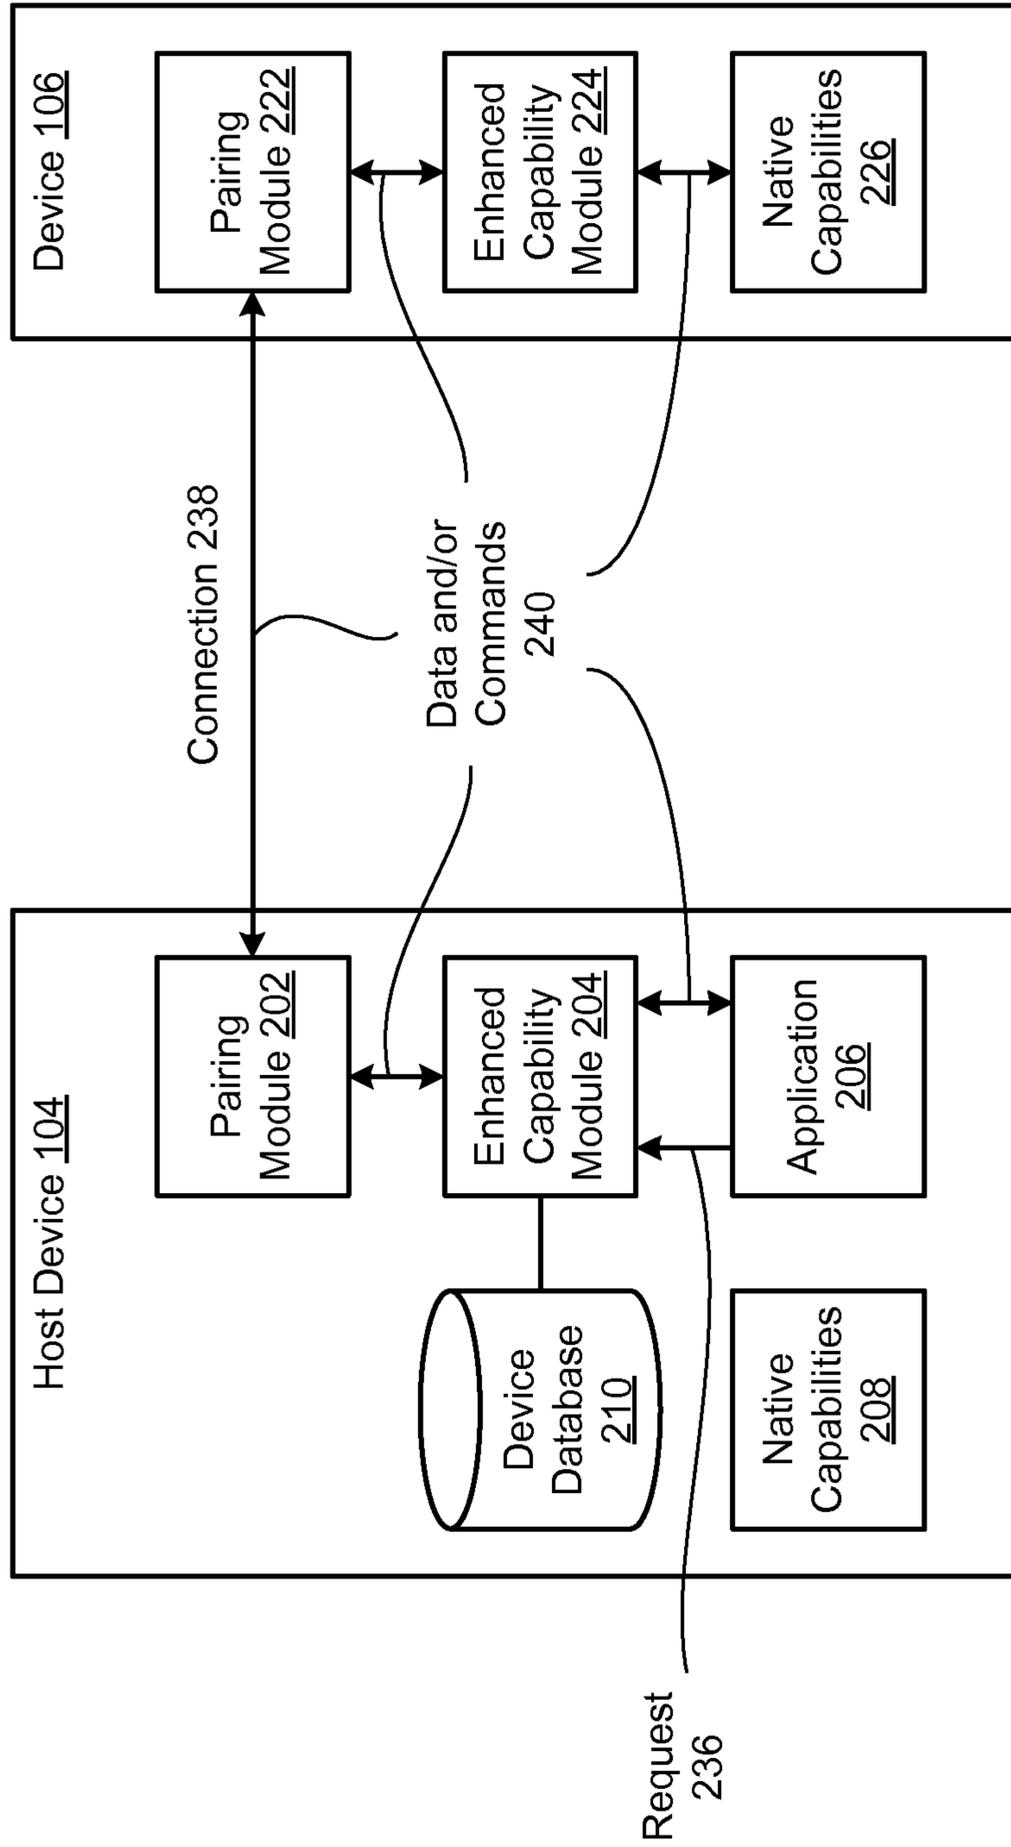 Host Device 104
Pairing
Module 202
Enhanced
Capability
Module 204
Device
Database
210
Application
206
Native
Capabilities
208
Request
236
Connection 238
Data and/or
Commands
240
Device 106
Pairing
Module 222
Enhanced
Capability
Module 224
Native
Capabilities
226